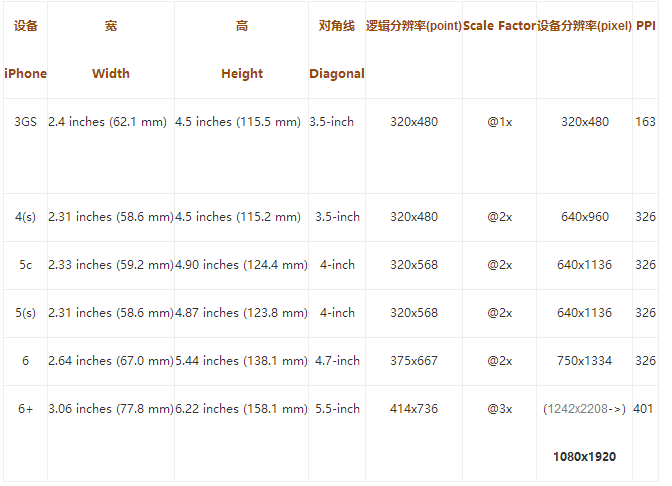 设备 宽 高 对角线 逻辑分辨率(point) Scale Factor 设备分辨率(pixel) PPI
iPhone Width Height Diagonal
3GS 2.4 inches (62.1 mm) 4.5 inches (115.5 mm) 3.5-inch 320x480 @1x 320x480 163
4(s) 2.31 inches (58.6 mm) 4.5 inches (115.2 mm) 3.5-inch 320x480 @2x 640x960 326
5c 2.33 inches (59.2 mm) 4.90 inches (124.4 mm) 4-inch 320x568 @2x 640x1136 326
5(s) 2.31 inches (58.6 mm) 4.87 inches (123.8 mm) 4-inch 320x568 @2x 640x1136 326
6 2.64 inches (67.0 mm) 5.44 inches (138.1 mm) 4.7-inch 375x667 @2x 750x1334 326
6+ 3.06 inches (77.8 mm) 6.22 inches (158.1 mm) 5.5-inch 414x736 @3x (1242x2208->) 401
1080x1920